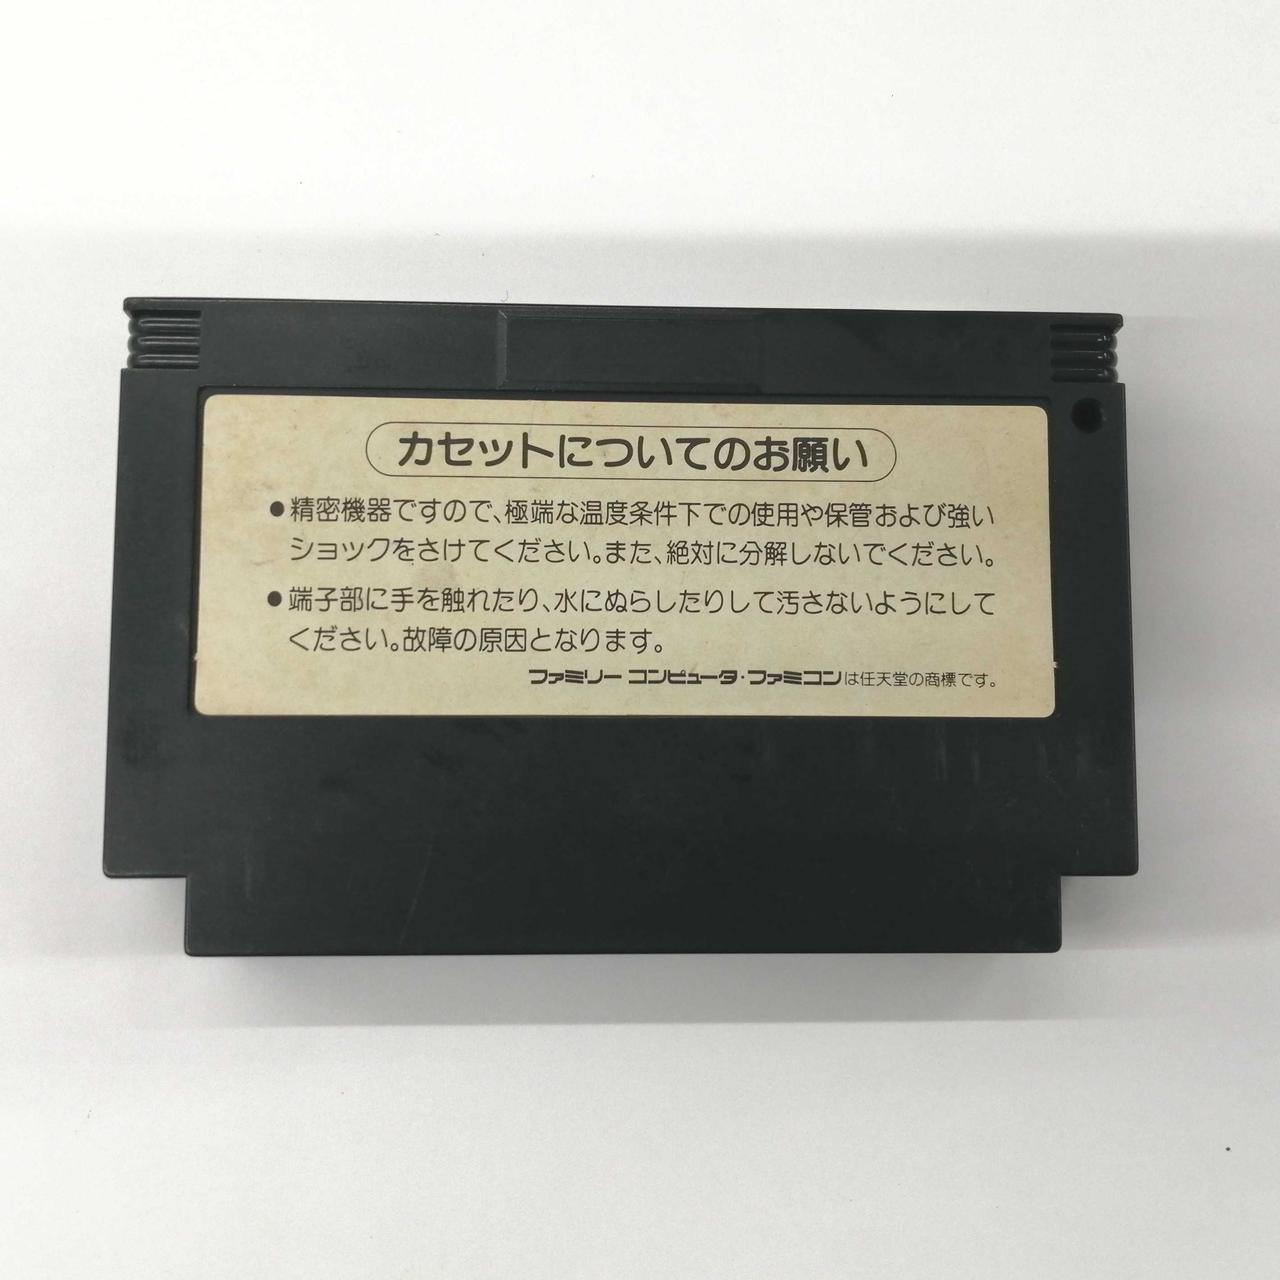 カセットについてのお願い
●精密機器ですので、極端な温度条件下での使用や保管および強い
ショックをさけてください。また、絶対に分解しないでください。
●端子部に手を触れたり、水にぬらしたりして汚さないようにして
ください。故障の原因となります。
ファミリー コンピュータ・ファミコンは任天堂の商標です。